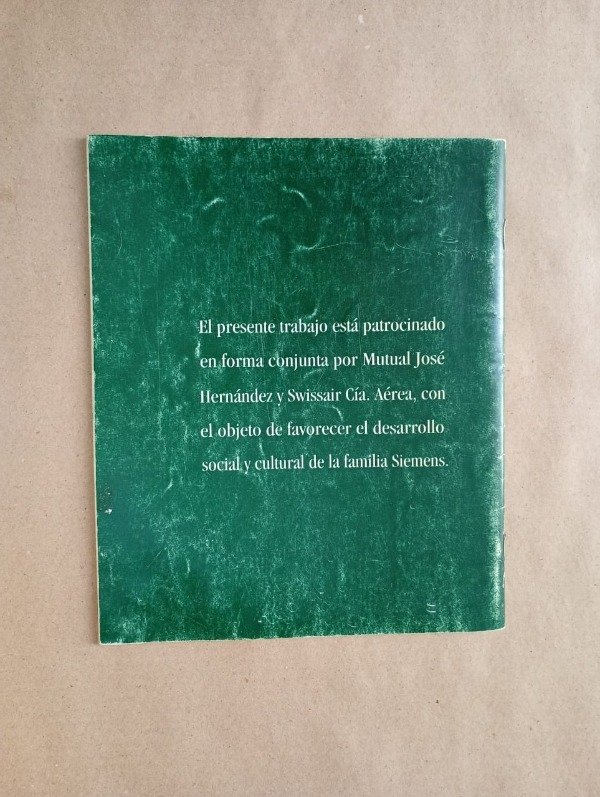 El presente trabajo está patrocinado
en forma conjunta por Mutual José
Hernández y Swissair Cía. Aérea, con
el objeto de favorecer el desarrollo
social y cultural de la familia Siemens.